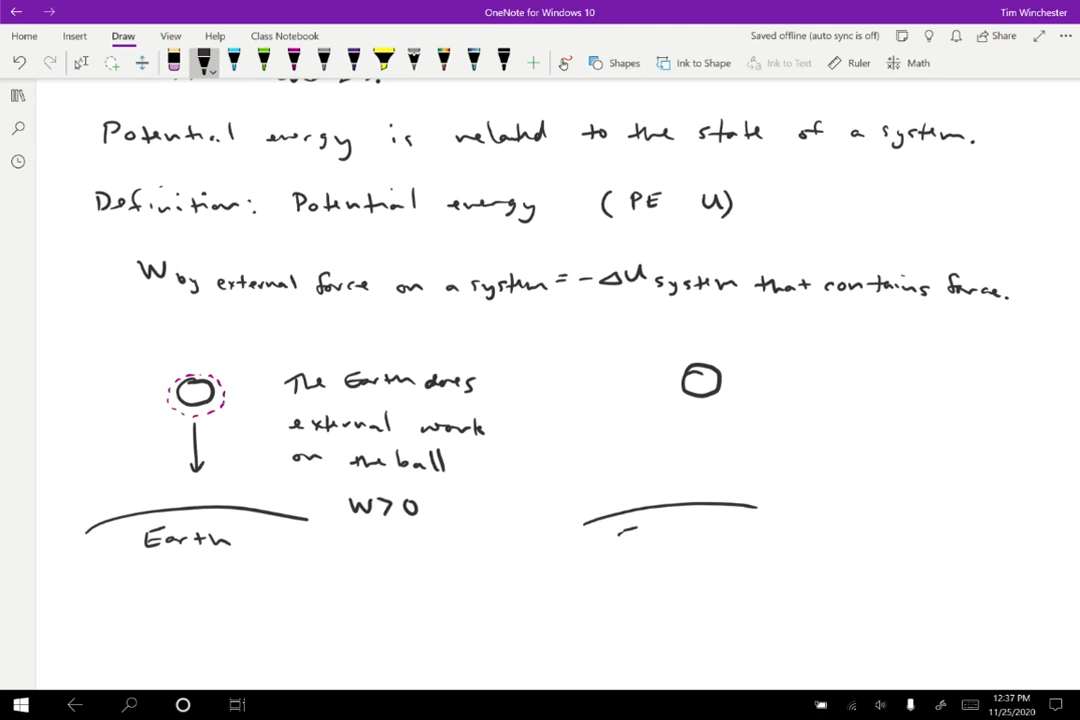 OneNote for Windows 10
Tim Winchester
Home Insert Draw View Help Class Notebook
Saved offline (auto sync is off) Share
Shapes Ink to Shape Ink to Text Ruler Math
Potential energy is related to the state of a system.
Definition: Potential energy (PE U)
W by external force on a system = - ΔU system that contains force.
The Earth does
external work
on the ball
W > 0
Earth
12:37 PM
11/25/2020